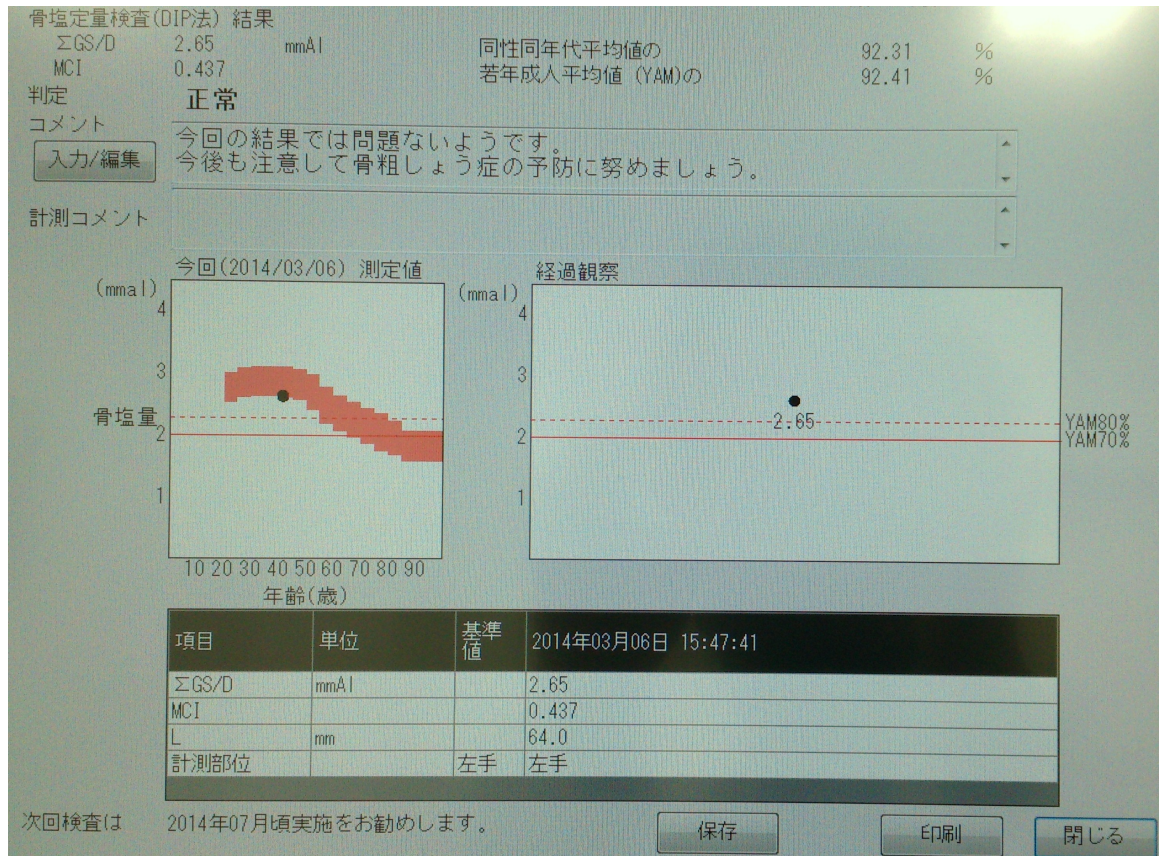 骨塩定量検査(DIP法) 結果
ΣGS/D 2.65 mmAl 同性同年代平均値の 92.31 %
MCI 0.437 若年成人平均値 (YAM)の 92.41 %
判定 正常
コメント
入力/編集
今回の結果では問題ないようです。
今後も注意して骨粗しょう症の予防に努めましょう。
計測コメント
今回(2014/03/06) 測定値
(mmal)
4
3
骨塩量
2
1
10 20 30 40 50 60 70 80 90
年齢(歳)
経過観察
(mmal)
4
3
2
1
2.65
YAM80%
YAM70%
項目 単位 基準値 2014年03月06日 15:47:41
ΣGS/D mmAl 2.65
MCI 0.437
L mm 64.0
計測部位 左手 左手
次回検査は 2014年07月頃実施をお勧めします。
保存 印刷 閉じる